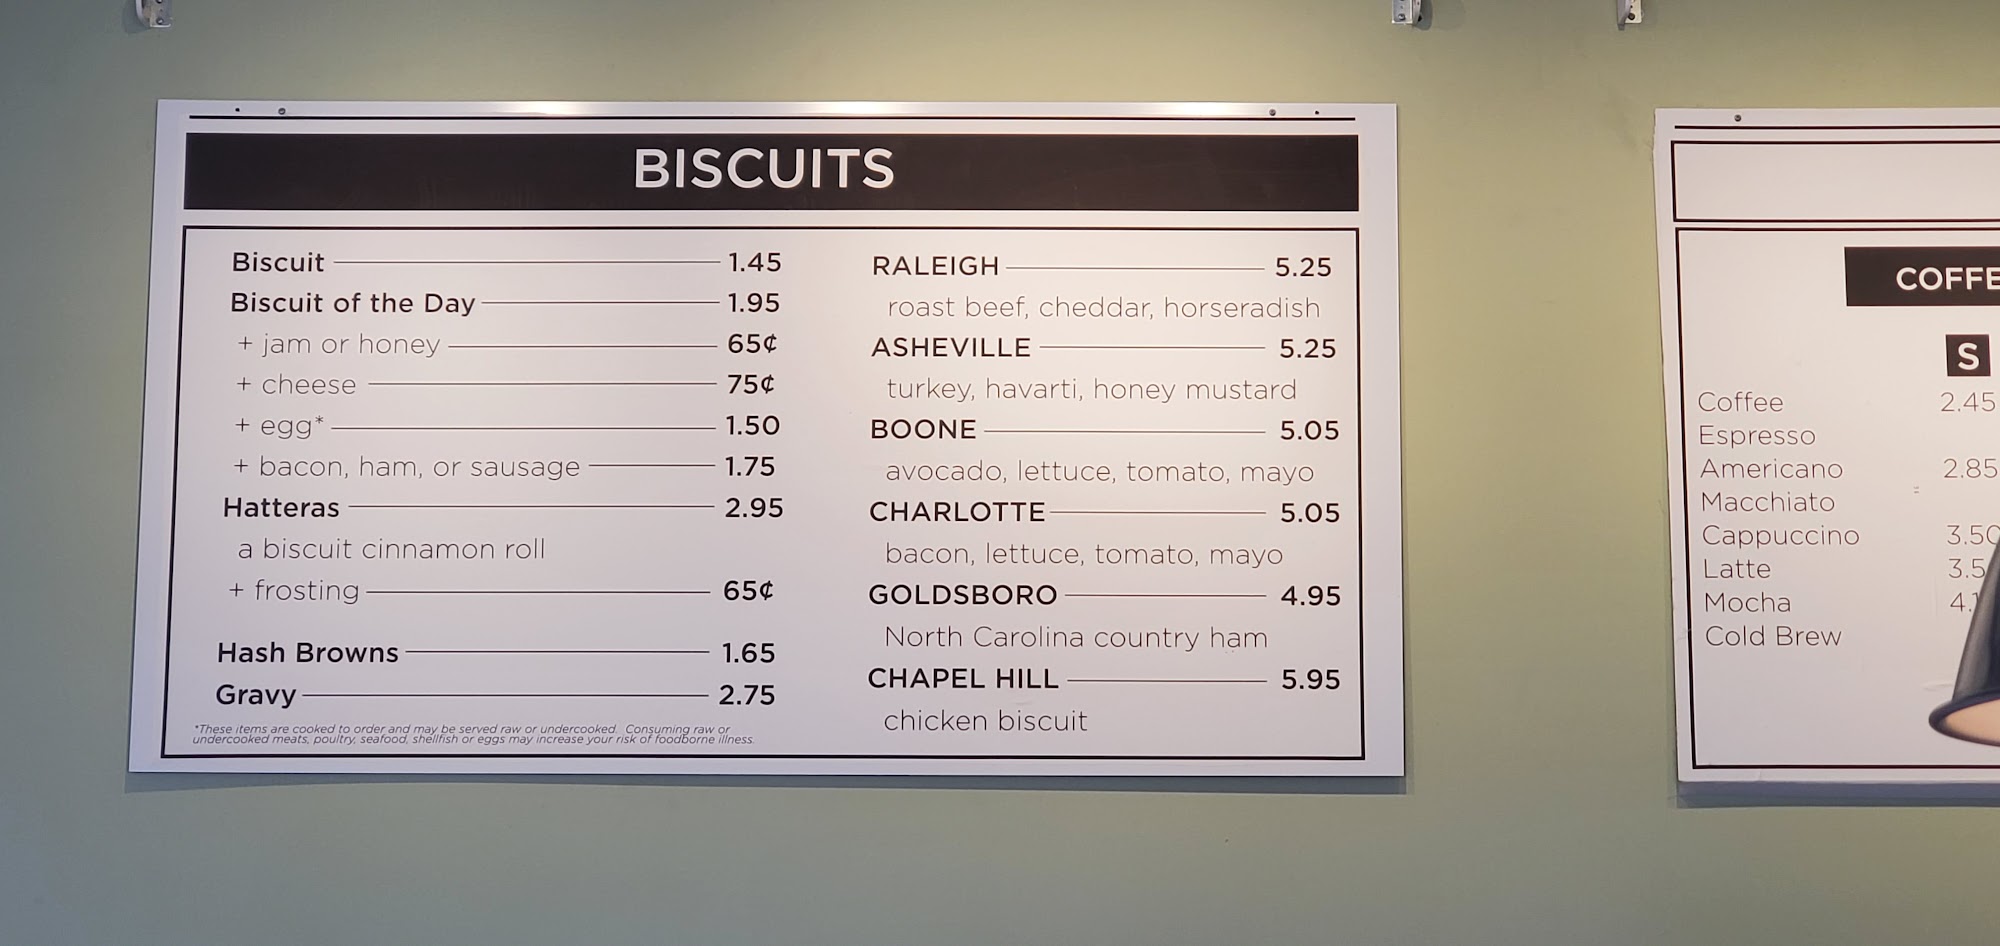 BISCUITS
Biscuit 1.45
Biscuit of the Day 1.95
+ jam or honey 65¢
+ cheese 75¢
+ egg* 1.50
+ bacon, ham, or sausage 1.75
Hatteras 2.95
a biscuit cinnamon roll
+ frosting 65¢
Hash Browns 1.65
Gravy 2.75
*These items are cooked to order and may be served raw or undercooked. Consuming raw or
undercooked meats, poultry, seafood, shellfish or eggs may increase your risk of foodborne illness.
RALEIGH 5.25
roast beef, cheddar, horseradish
ASHEVILLE 5.25
turkey, havarti, honey mustard
BOONE 5.05
avocado, lettuce, tomato, mayo
CHARLOTTE 5.05
bacon, lettuce, tomato, mayo
GOLDSBORO 4.95
North Carolina country ham
CHAPEL HILL 5.95
chicken biscuit
COFFE
S
Coffee 2.45
Espresso
Americano 2.85
Macchiato
Cappuccino 3.50
Latte 3.5
Mocha
Cold Brew